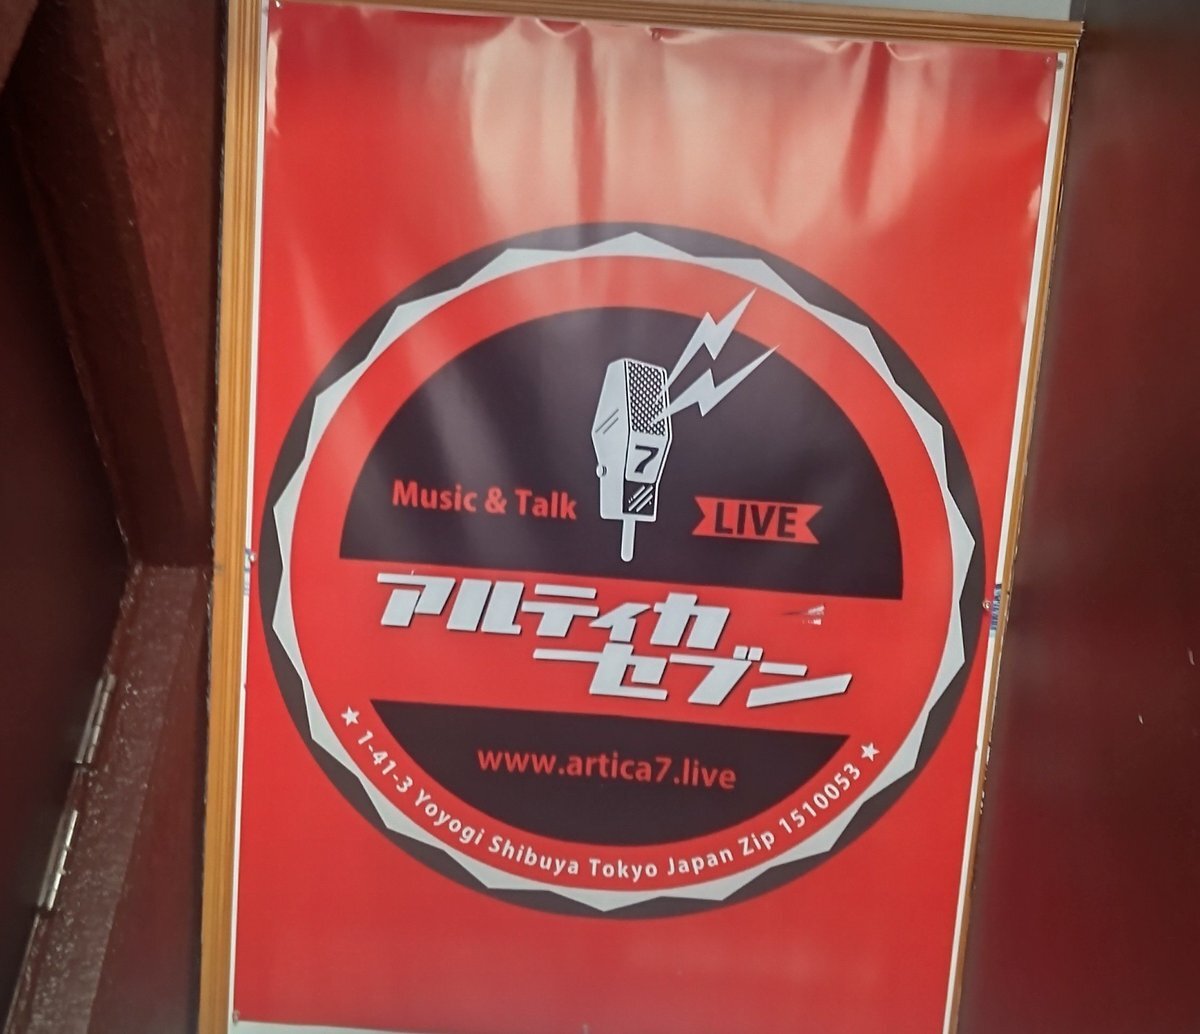 7
Music & Talk
LIVE
アルティカ
セブン
www.artica7.live
★ 1-41-3 Yoyogi Shibuya Tokyo Japan Zip 1510053 ★